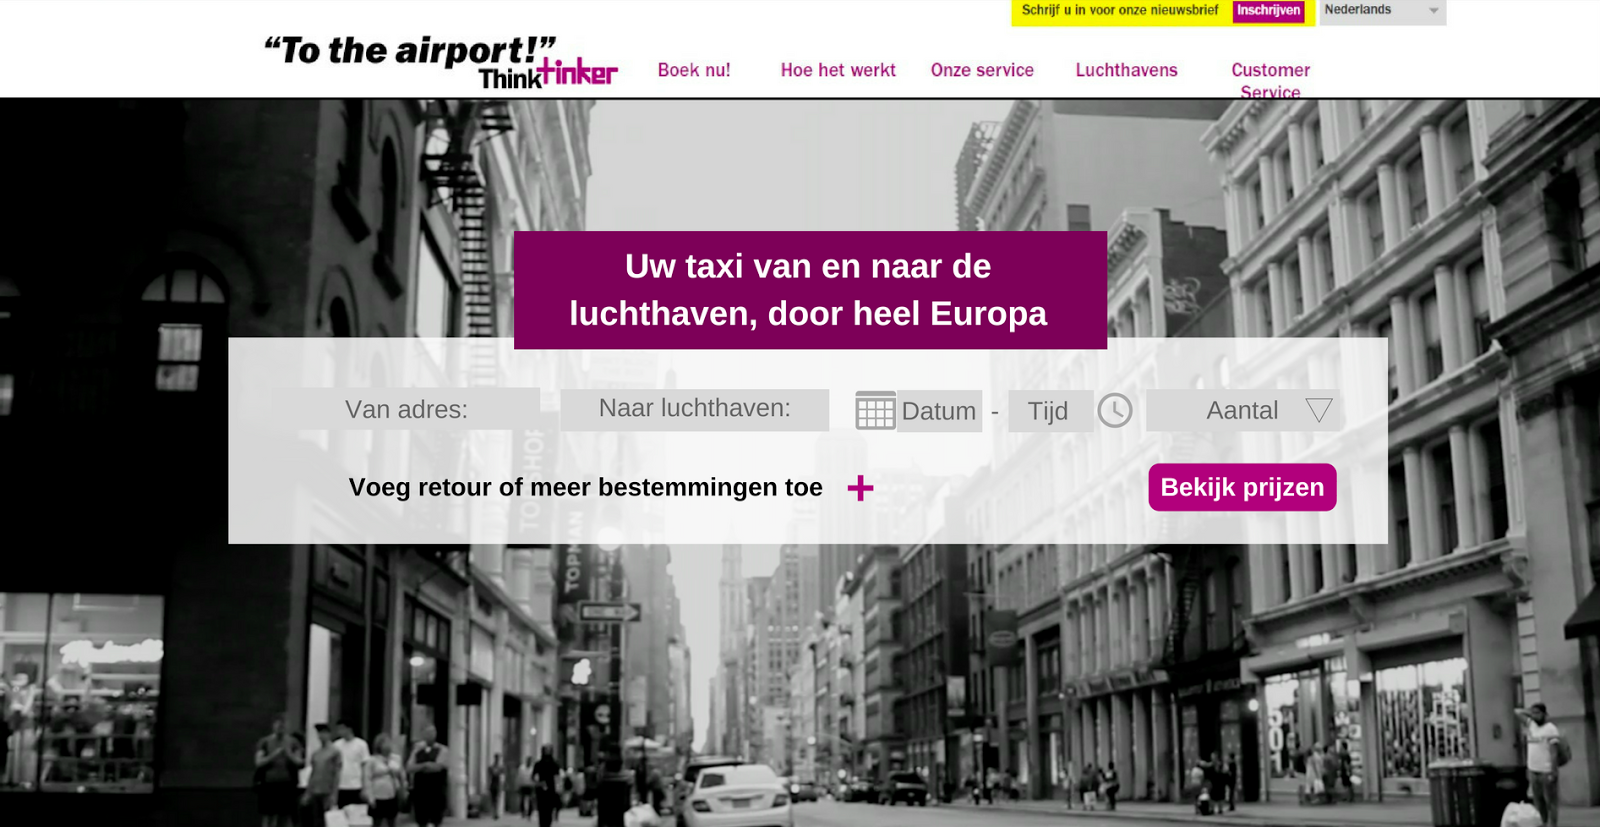 Schrijf u in voor onze nieuwsbrief Inschrijven Nederlands
“To the airport!”
Thinktinker
Boek nu! Hoe het werkt Onze service Luchthavens Customer
Service
Uw taxi van en naar de
luchthaven, door heel Europa
Van adres: Naar luchthaven: Datum - Tijd Aantal
Voeg retour of meer bestemmingen toe + Bekijk prijzen
TOPSHOP
TOPMAN